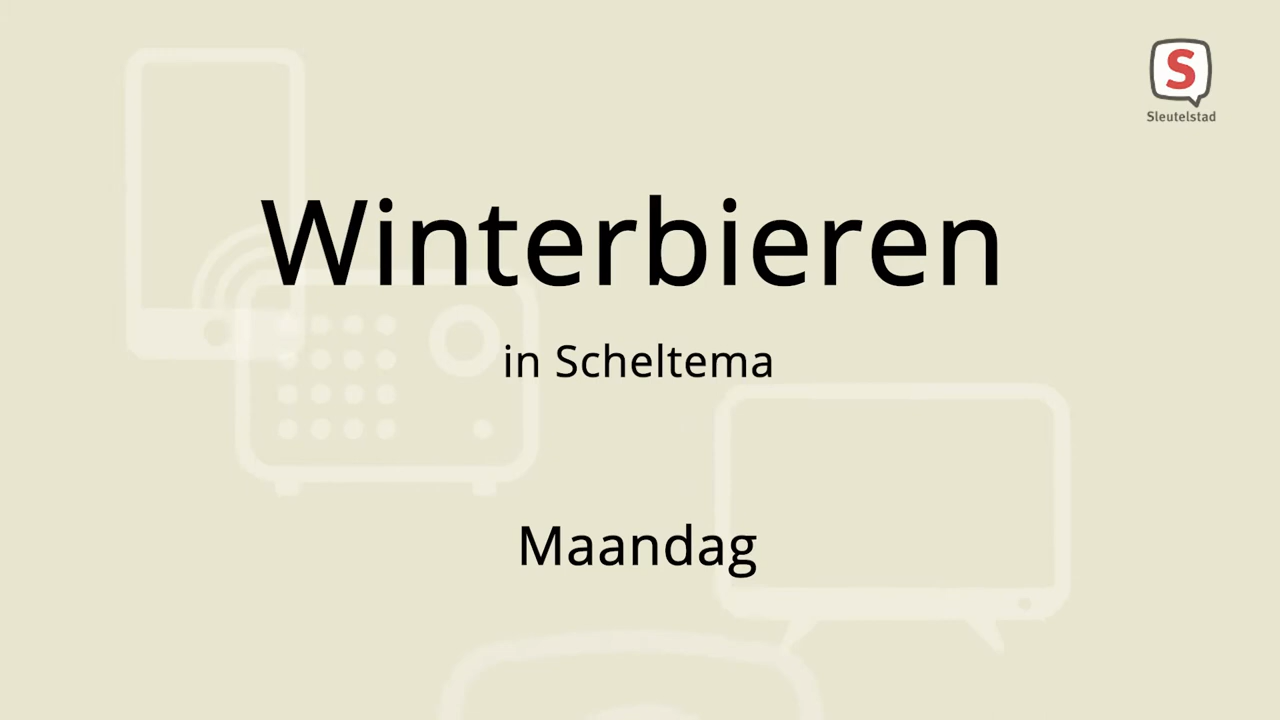 S
Sleutelstad
Winterbieren
in Scheltema
Maandag